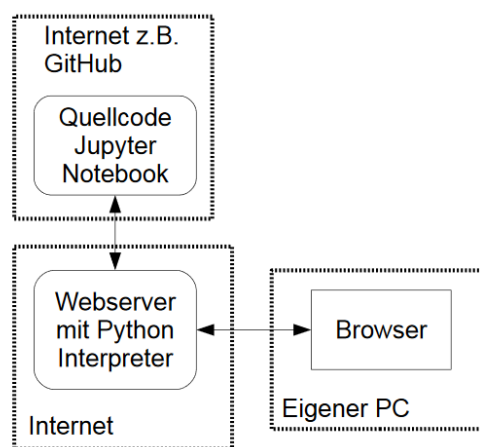 Internet z.B.
GitHub
Quellcode
Jupyter
Notebook
Webserver
mit Python
Interpreter
Internet
Browser
Eigener PC